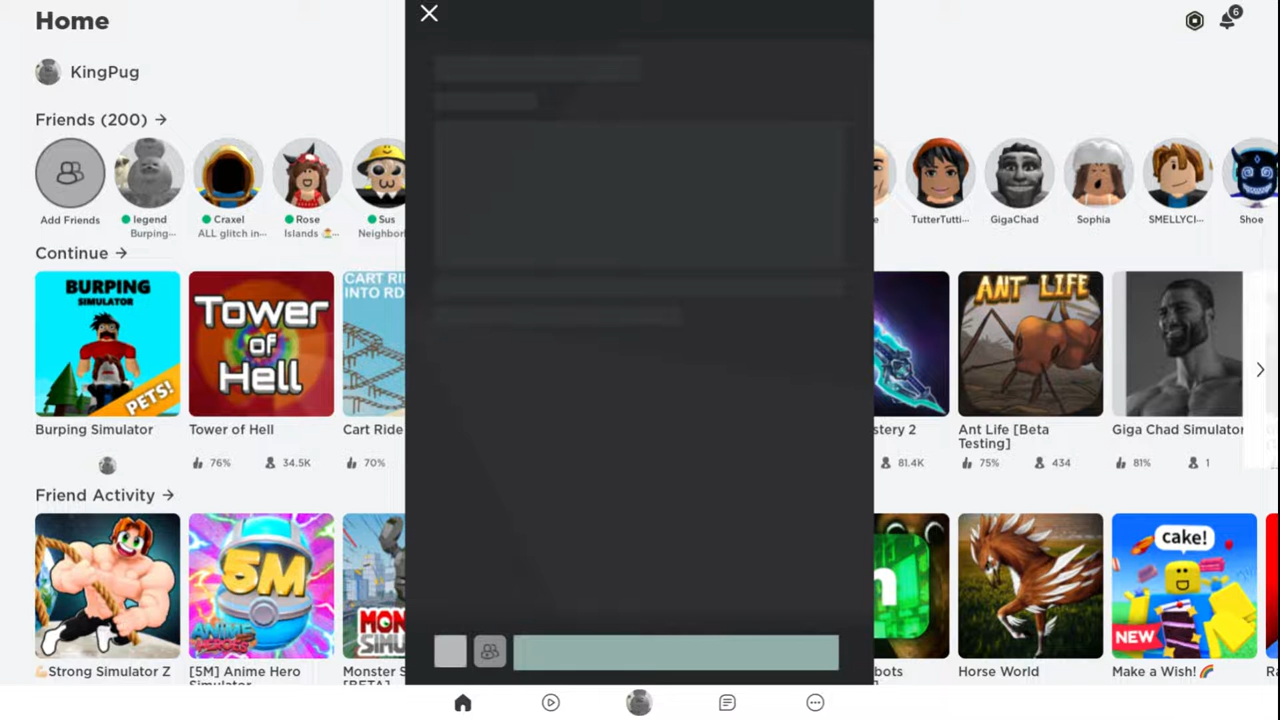 Home
6
KingPug
Friends (200) →
Add Friends
legend
Burping...
Craxel
ALL glitch in...
Rose
Islands
Sus
Neighborl
TutterTutti...
GigaChad
Sophia
SMELLYCI...
Shoe
Continue →
BURPING
SIMULATOR
PETS!
Tower
of
Hell
CART RI
INTO RD
ANT LIFE
Burping Simulator
Tower of Hell
Cart Ride
stery 2
Ant Life [Beta
Testing]
Giga Chad Simulator
76%
34.5K
70%
81.4K
75%
434
81%
1
Friend Activity →
5M
ANIME
HEROES
MON
SIMU
cake!
NEW
Strong Simulator Z
[5M] Anime Hero
Simulator
Monster S
[BETA]
bots
Horse World
Make a Wish!